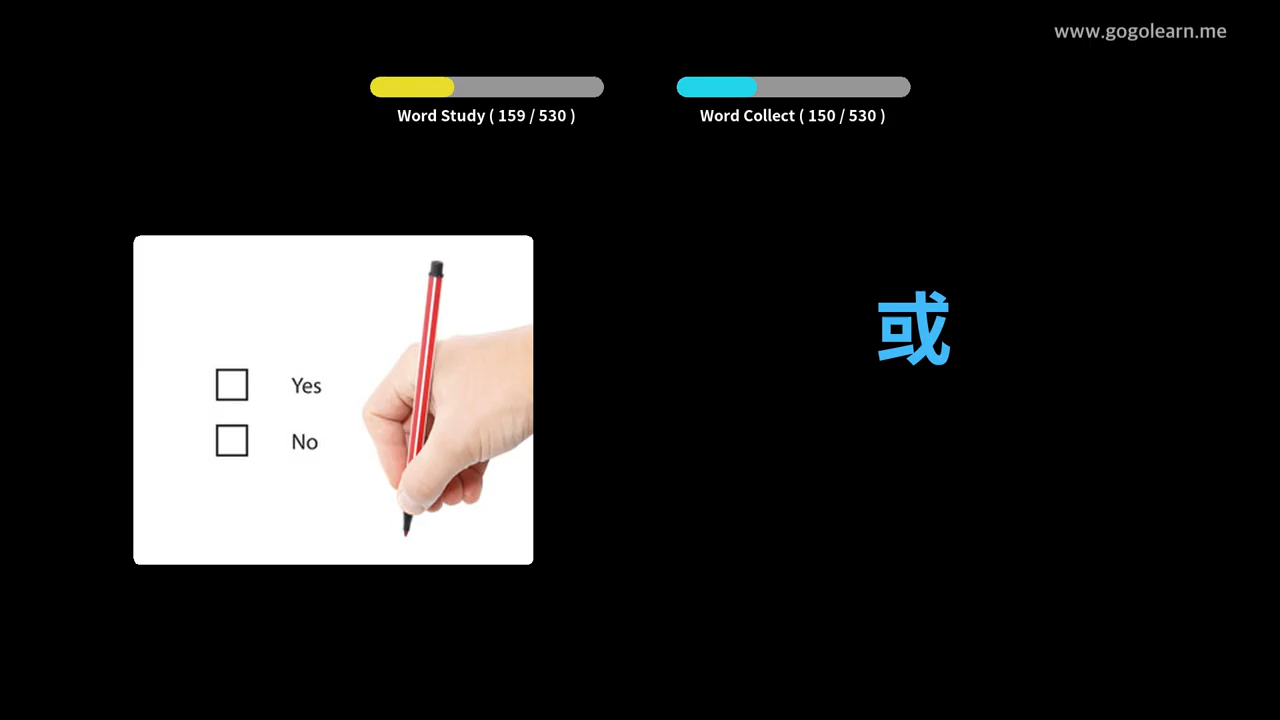 www.gogolearn.me
Word Study ( 159 / 530 )
Word Collect ( 150 / 530 )
或
Yes
No